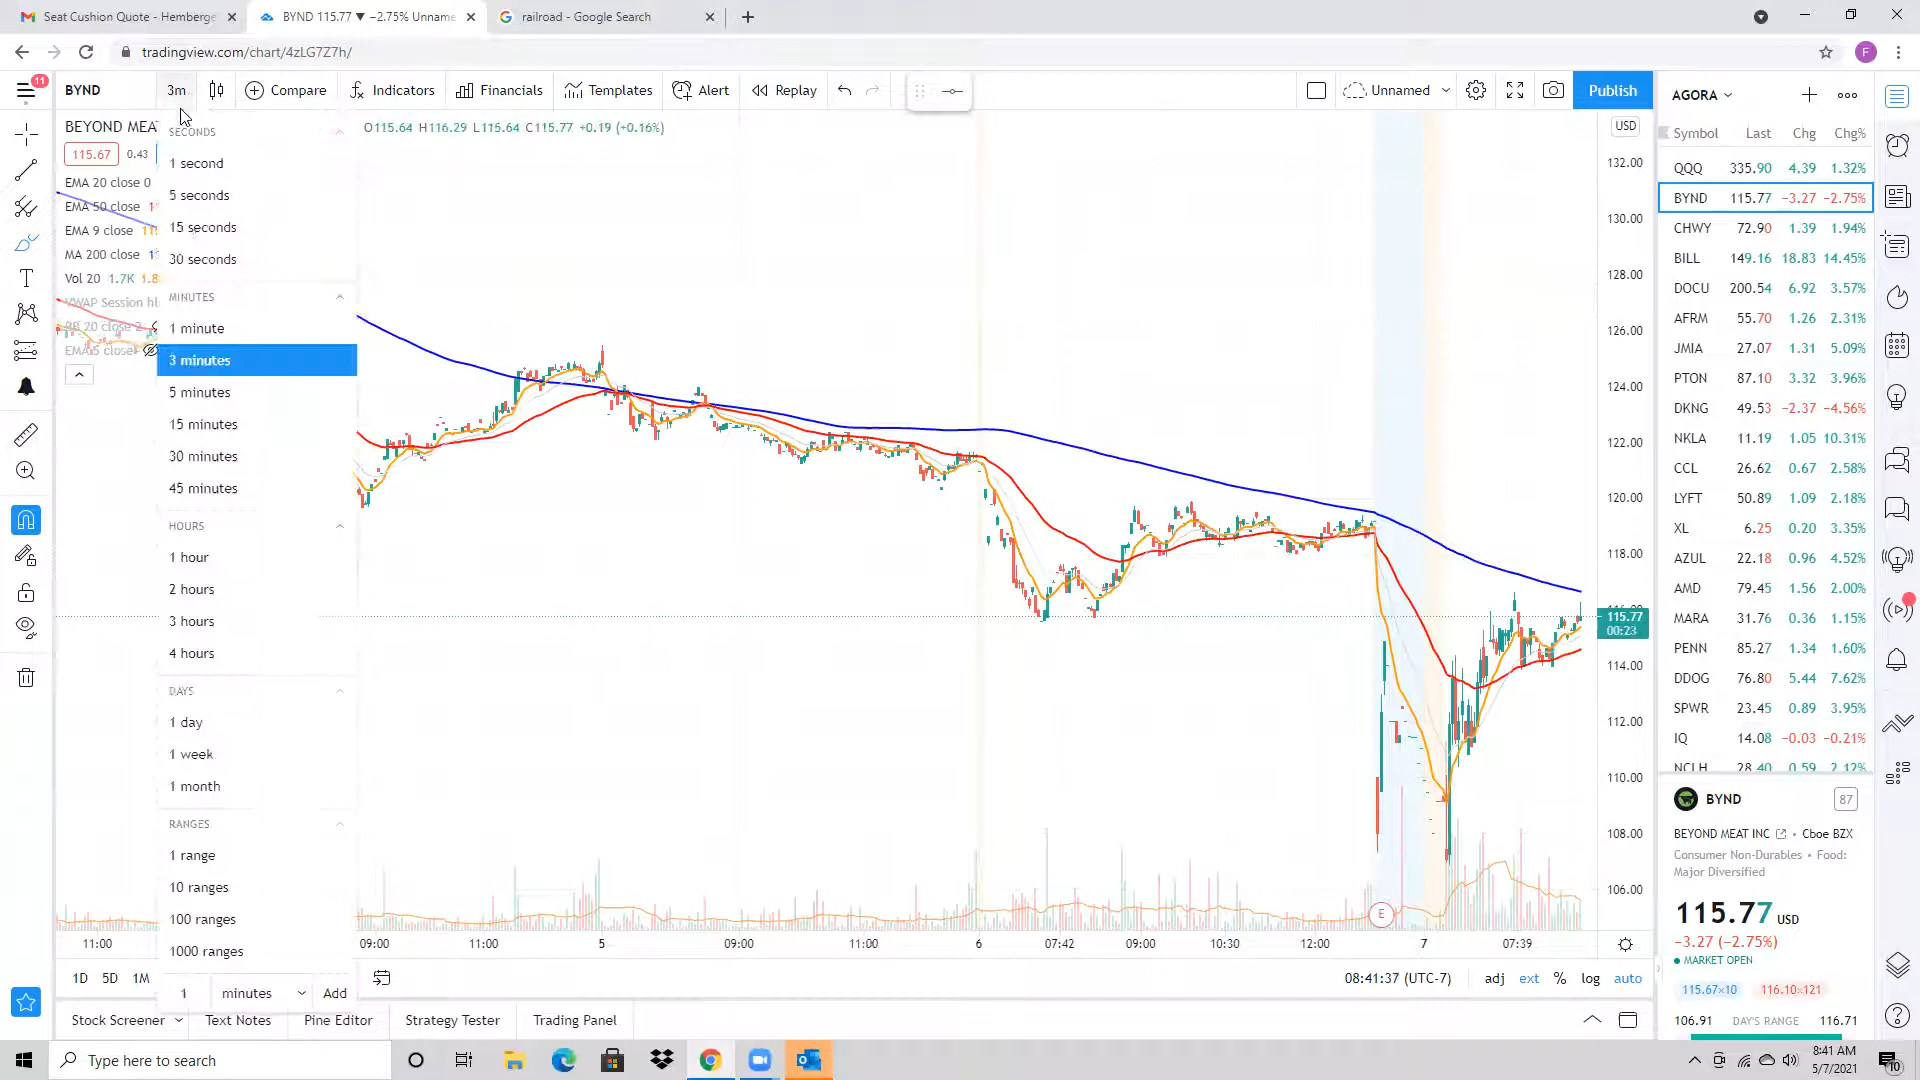 Seat Cushion Quote - Hemberge
BYND 115.77 ▼ −2.75% Unname
railroad - Google Search
tradingview.com/chart/4zLG7Z7h/
F
11
BYND
3m
Compare
Indicators
Financials
Templates
Alert
Replay
Unnamed
Publish
BEYOND MEA
O115.64 H116.29 L115.64 C115.77 +0.19 (+0.16%)
115.67
0.43
EMA 20 close 0
EMA 50 close
EMA 9 close
MA 200 close
Vol 20 1.7K 1.8
VWAP Session hl
BB 20 close 2
EMA 5 close
SECONDS
1 second
5 seconds
15 seconds
30 seconds
MINUTES
1 minute
3 minutes
5 minutes
15 minutes
30 minutes
45 minutes
HOURS
1 hour
2 hours
3 hours
4 hours
DAYS
1 day
1 week
1 month
RANGES
1 range
10 ranges
100 ranges
1000 ranges
1 minutes Add
USD
132.00
130.00
128.00
126.00
124.00
122.00
120.00
118.00
115.77
00:23
114.00
112.00
110.00
108.00
106.00
E
11:00 09:00 11:00 5 09:00 11:00 6 07:42 09:00 10:30 12:00 7 07:39
1D 5D 1M
08:41:37 (UTC-7) adj ext % log auto
Stock Screener
Text Notes
Pine Editor
Strategy Tester
Trading Panel
AGORA
Symbol Last Chg Chg%
QQQ 335.90 4.39 1.32%
BYND 115.77 −3.27 −2.75%
CHWY 72.90 1.39 1.94%
BILL 149.16 18.83 14.45%
DOCU 200.54 6.92 3.57%
AFRM 55.70 1.26 2.31%
JMIA 27.07 1.31 5.09%
PTON 87.10 3.32 3.96%
DKNG 49.53 −2.37 −4.56%
NKLA 11.19 1.05 10.31%
CCL 26.62 0.67 2.58%
LYFT 50.89 1.09 2.18%
XL 6.25 0.20 3.35%
AZUL 22.18 0.96 4.52%
AMD 79.45 1.56 2.00%
MARA 31.76 0.36 1.15%
PENN 85.27 1.34 1.60%
DDOG 76.80 5.44 7.62%
SPWR 23.45 0.89 3.95%
IQ 14.08 −0.03 −0.21%
NCLH 28.40 0.59 2.12%
BYND
87
BEYOND MEAT INC • Cboe BZX
Consumer Non-Durables • Food:
Major Diversified
115.77 USD
−3.27 (−2.75%)
MARKET OPEN
115.67×10 116.10×121
106.91 DAY'S RANGE 116.71
Type here to search
8:41 AM
5/7/2021
10